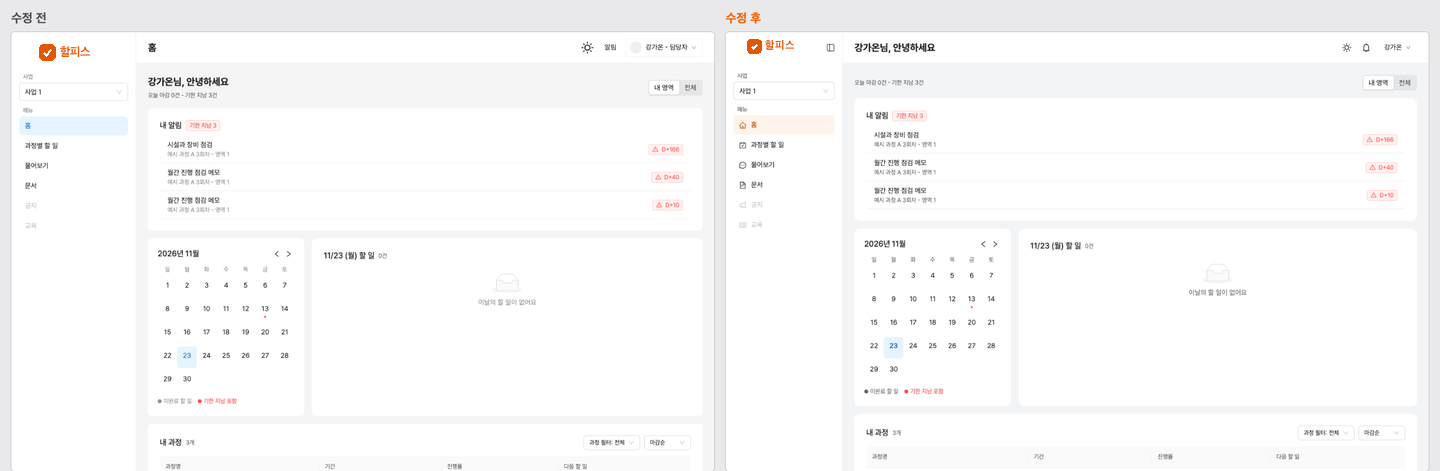 수정 전
할피스
홈
알림
강가온 - 담당자
사업
사업 1
메뉴
홈
과정별 할 일
물어보기
문서
공지
교육
강가온님, 안녕하세요
오늘 마감 0건 - 기한 지남 3건
내 영역
전체
내 알림
기한 지남 3
시설과 장비 점검
예시 과정 A 3회차 - 영역 1
D+166
월간 진행 점검 메모
예시 과정 A 3회차 - 영역 1
D+40
월간 진행 점검 메모
예시 과정 A 3회차 - 영역 1
D+10
2026년 11월
일 월 화 수 목 금 토
1 2 3 4 5 6 7
8 9 10 11 12 13 14
15 16 17 18 19 20 21
22 23 24 25 26 27 28
29 30
미완료 할 일
기한 지남 포함
11/23 (월) 할 일 0건
이날의 할 일이 없어요
내 과정 3개
과정 필터: 전체
마감순
과정명 기간 진행률 다음 할 일
수정 후
할피스
강가온님, 안녕하세요
강가온
사업
사업 1
메뉴
홈
과정별 할 일
물어보기
문서
공지
교육
오늘 마감 0건 - 기한 지남 3건
내 영역
전체
내 알림
기한 지남 3
시설과 장비 점검
예시 과정 A 3회차 - 영역 1
D+166
월간 진행 점검 메모
예시 과정 A 3회차 - 영역 1
D+40
월간 진행 점검 메모
예시 과정 A 3회차 - 영역 1
D+10
2026년 11월
일 월 화 수 목 금 토
1 2 3 4 5 6 7
8 9 10 11 12 13 14
15 16 17 18 19 20 21
22 23 24 25 26 27 28
29 30
미완료 할 일
기한 지남 포함
11/23 (월) 할 일 0건
이날의 할 일이 없어요
내 과정 3개
과정 필터: 전체
마감순
과정명 기간 진행률 다음 할 일